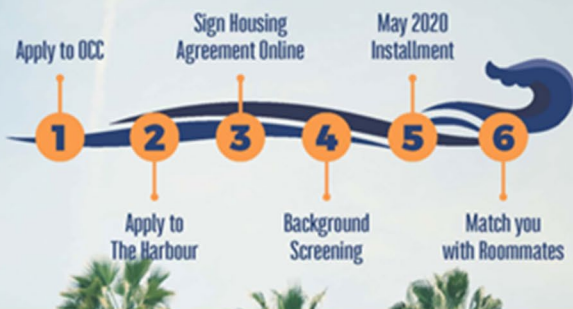 Apply to OCC
Sign Housing
Agreement Online
May 2020
Installment
1 2 3 4 5 6
Apply to
The Harbour
Background
Screening
Match you
with Roommates